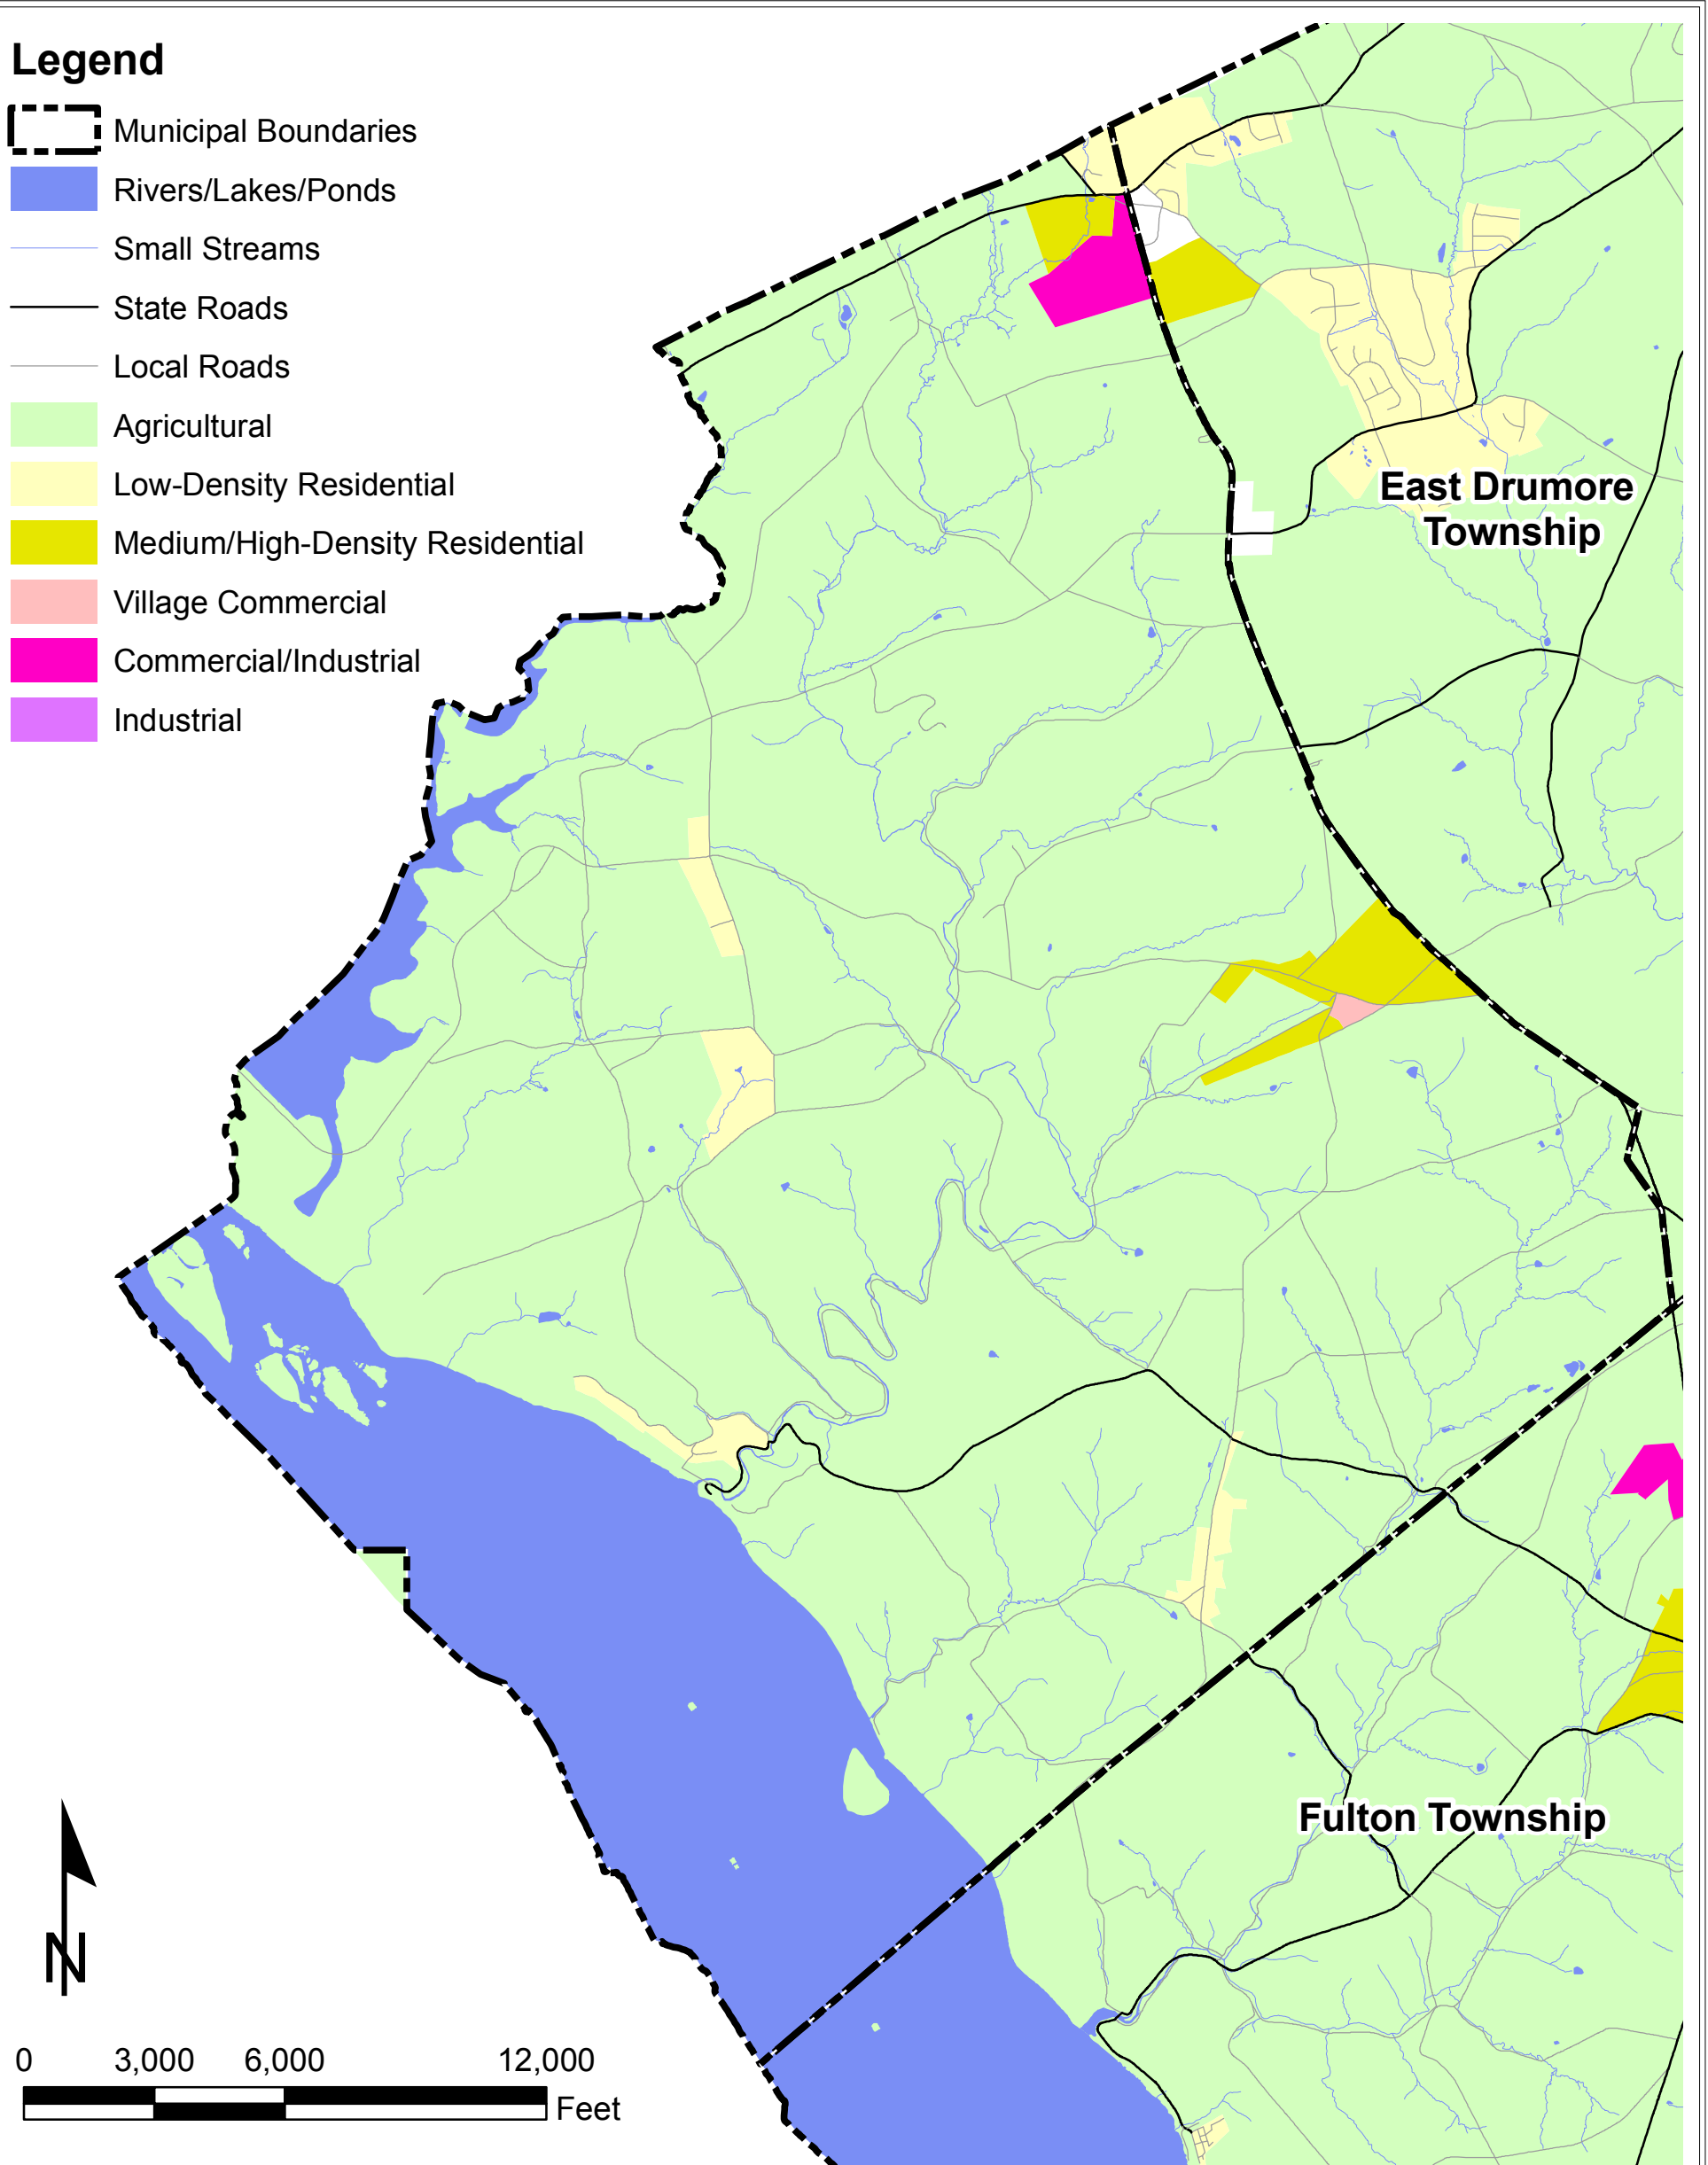 Legend
Municipal Boundaries
Rivers/Lakes/Ponds
Small Streams
State Roads
Local Roads
Agricultural
Low-Density Residential
Medium/High-Density Residential
Village Commercial
Commercial/Industrial
Industrial
East Drumore
Township
Fulton Township
N
0 3,000 6,000 12,000
Feet